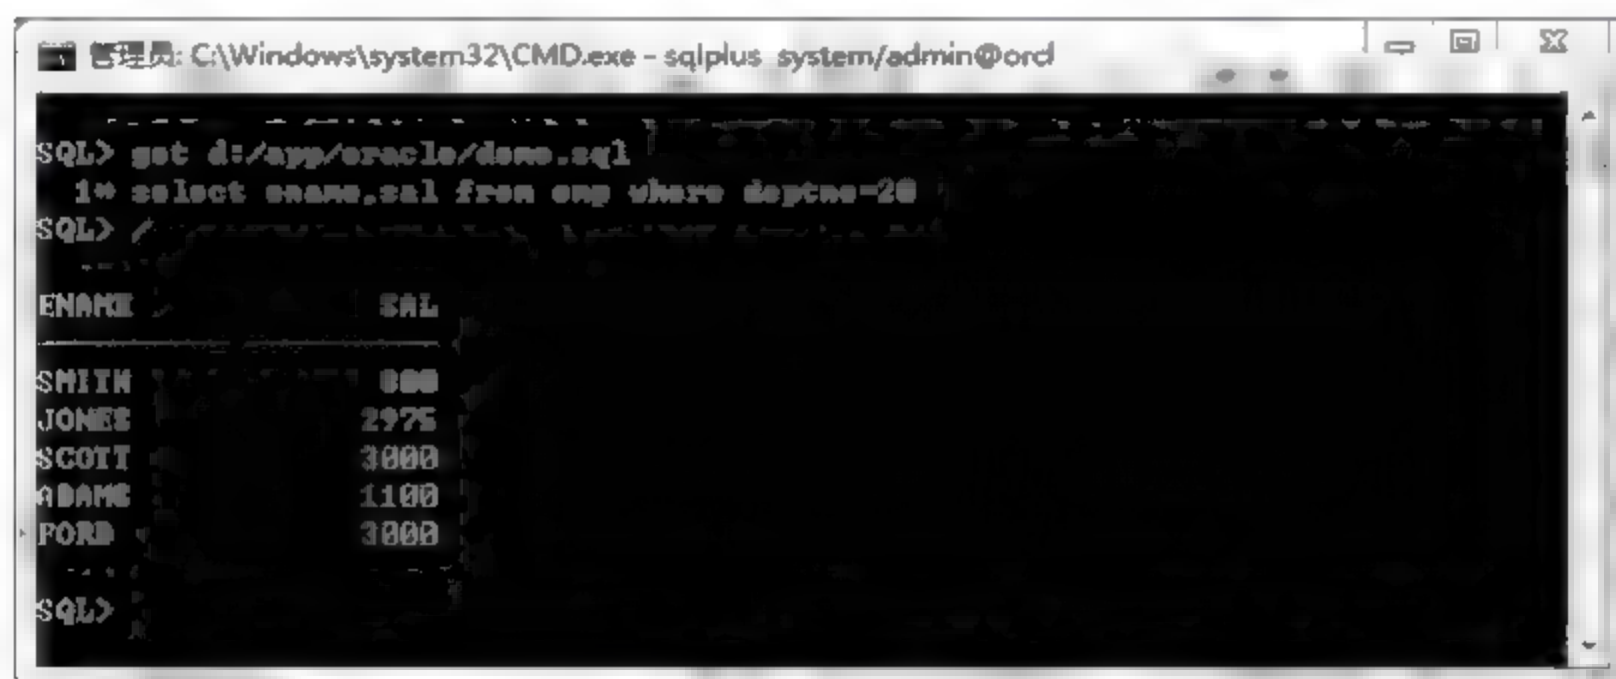 管理员: C:\Windows\system32\CMD.exe - sqlplus system/admin@orcl
SQL> get d:/app/oracle/demo.sql
1* select ename,sal from emp where deptno=20
SQL> /
ENAME SAL
SMITH 800
JONES 2975
SCOTT 3000
ADAMS 1100
FORD 3000
SQL>